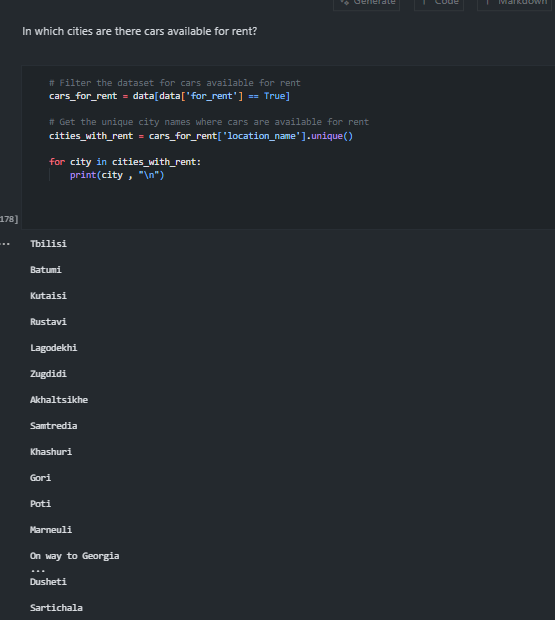 Generate Code Markdown
In which cities are there cars available for rent?
# Filter the dataset for cars available for rent
cars_for_rent = data[data['for_rent'] == True]
# Get the unique city names where cars are available for rent
cities_with_rent = cars_for_rent['location_name'].unique()
for city in cities_with_rent:
print(city , "\n")
178]
...
Tbilisi
Batumi
Kutaisi
Rustavi
Lagodekhi
Zugdidi
Akhaltsikhe
Samtredia
Khashuri
Gori
Poti
Marneuli
On way to Georgia
...
Dusheti
Sartichala